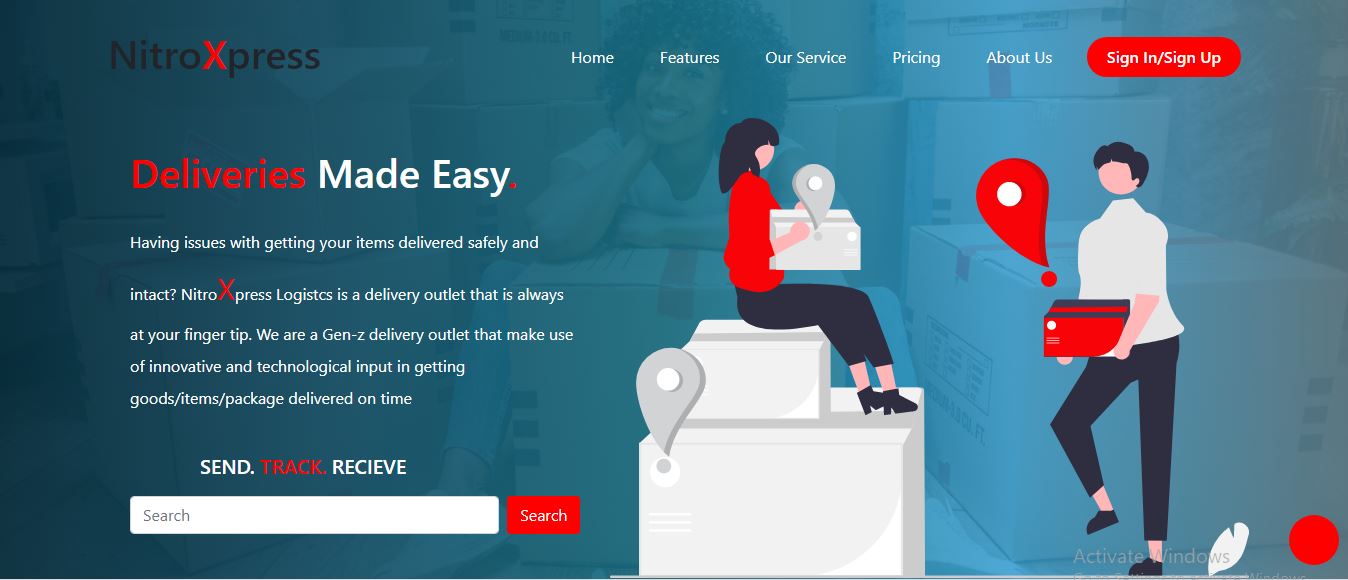 NitroXpress
Home Features Our Service Pricing About Us Sign In/Sign Up
Deliveries Made Easy.
Having issues with getting your items delivered safely and
intact? NitroXpress Logistcs is a delivery outlet that is always
at your finger tip. We are a Gen-z delivery outlet that make use
of innovative and technological input in getting
goods/items/package delivered on time
SEND. TRACK. RECIEVE
Search Search
Activate Windows